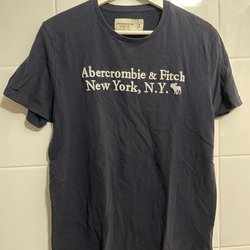 Abercrombie & Fitch
New York, N.Y.